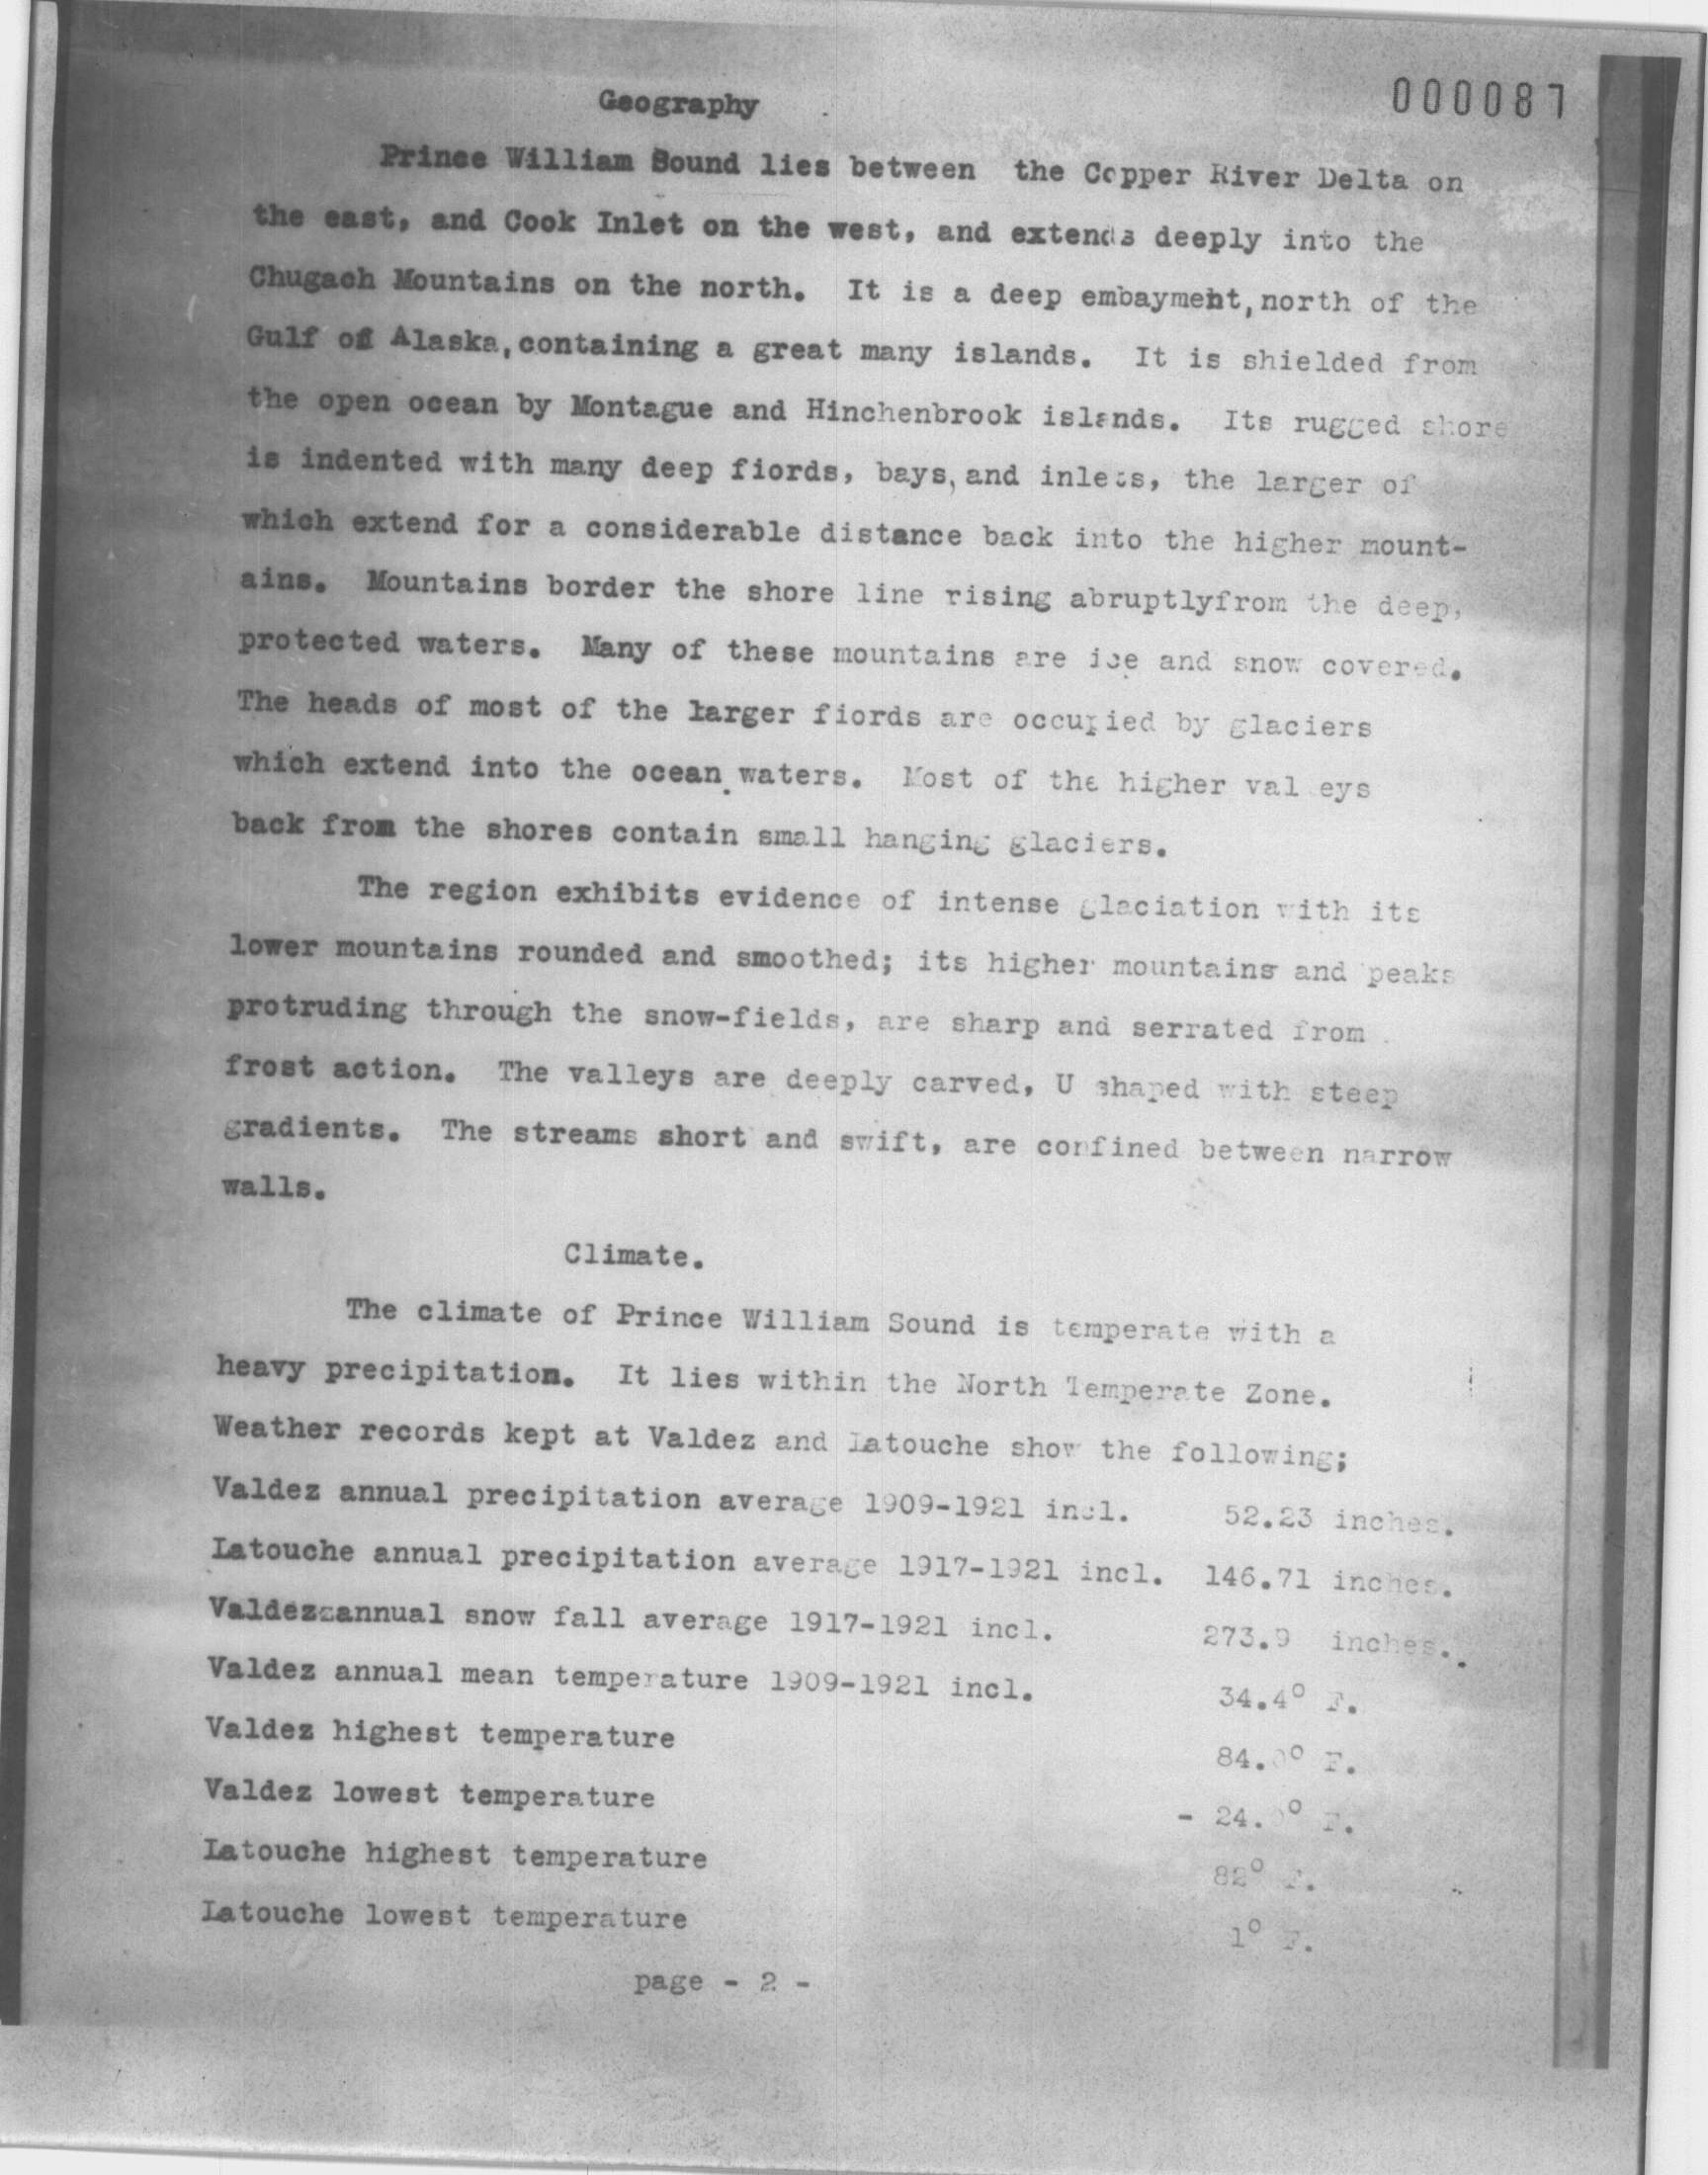 000087
Geography
Prince William Sound lies between the Copper River Delta on
the east, and Cook Inlet on the west, and extends deeply into the
Chugach Mountains on the north. It is a deep embayment, north of the
Gulf of Alaska, containing a great many islands. It is shielded from
the open ocean by Montague and Hinchenbrook islands. Its rugged shore
is indented with many deep fiords, bays, and inlets, the larger of
which extend for a considerable distance back into the higher mount-
ains. Mountains border the shore line rising abruptlyfrom the deep,
protected waters. Many of these mountains are ice and snow covered.
The heads of most of the larger fiords are occupied by glaciers
which extend into the ocean waters. Most of the higher val eys
back from the shores contain small hanging glaciers.
The region exhibits evidence of intense glaciation with its
lower mountains rounded and smoothed; its higher mountains and peaks
protruding through the snow-fields, are sharp and serrated from
frost action. The valleys are deeply carved, U shaped with steep
gradients. The streams short and swift, are confined between narrow
walls.
Climate.
The climate of Prince William Sound is temperate with a
heavy precipitation. It lies within the North Temperate Zone.
Weather records kept at Valdez and Latouche show the following;
Valdez annual precipitation average 1909-1921 incl. 52.23 inches.
Latouche annual precipitation average 1917-1921 incl. 146.71 inches.
Valdez annual snow fall average 1917-1921 incl. 273.9 inches.
Valdez annual mean temperature 1909-1921 incl. 34.4° F.
Valdez highest temperature 84.0° F.
Valdez lowest temperature - 24.0° F.
Latouche highest temperature 82° F.
Latouche lowest temperature 1° F.
page - 2 -